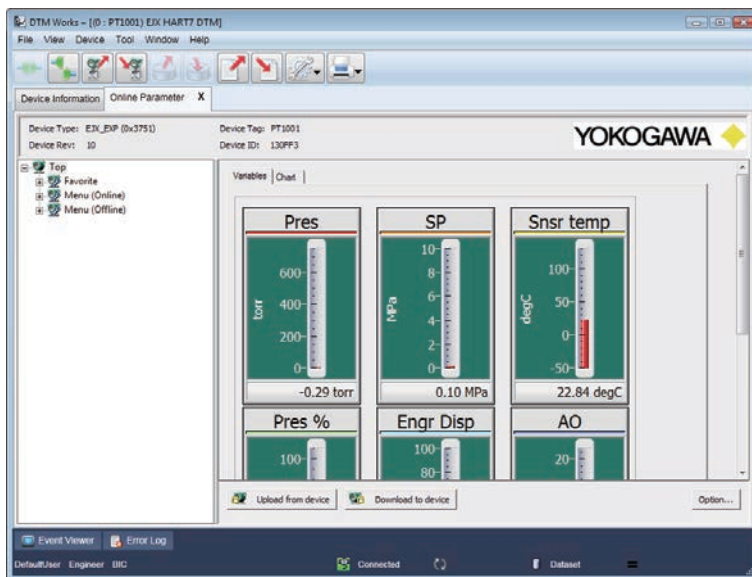 DTM Works – [(0 : PT1001) EJX HART7 DTM]
File View Device Tool Window Help
Device Information Online Parameter X
Device Type: EJX_EXP (0x3751) Device Tag: PT1001
Device Rev: 10 Device ID: 130FF3
YOKOGAWA
Top
Favorite
Menu (Online)
Menu (Offline)
Variables Chart
Pres SP Snsr temp
torr
600
400
200
0
MPa
10
8
6
4
2
0
degC
100
50
0
-50
-0.29 torr 0.10 MPa 22.84 degC
Pres % Engr Disp AO
100 100 20
80
Upload from device Download to device Option...
Event Viewer Error Log
DefaultUser Engineer Connected Dataset